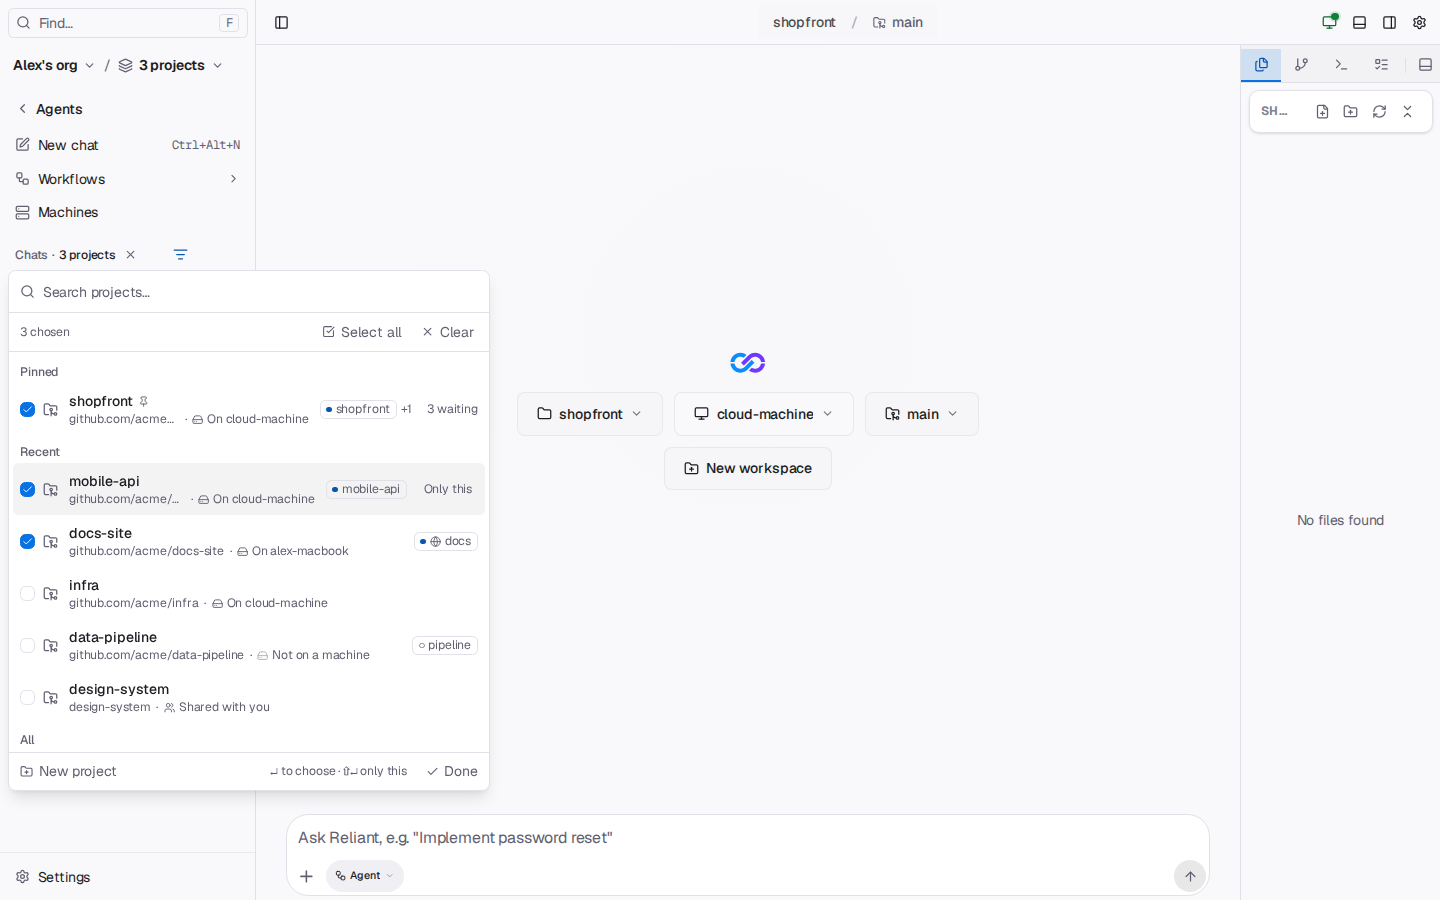 Find...
F
shopfront / main
Alex's org / 3 projects
Agents
New chat Ctrl+Alt+N
Workflows
Machines
Chats · 3 projects
SH...
Search projects...
3 chosen Select all Clear
Pinned
shopfront
github.com/acme... · On cloud-machine shopfront +1 3 waiting
Recent
mobile-api
github.com/acme/... · On cloud-machine mobile-api Only this
docs-site
github.com/acme/docs-site · On alex-macbook docs
infra
github.com/acme/infra · On cloud-machine
data-pipeline
github.com/acme/data-pipeline · Not on a machine pipeline
design-system
design-system · Shared with you
All
New project ↵ to choose · ⇧↵ only this Done
shopfront cloud-machine main
New workspace
No files found
Ask Reliant, e.g. "Implement password reset"
Agent
Settings